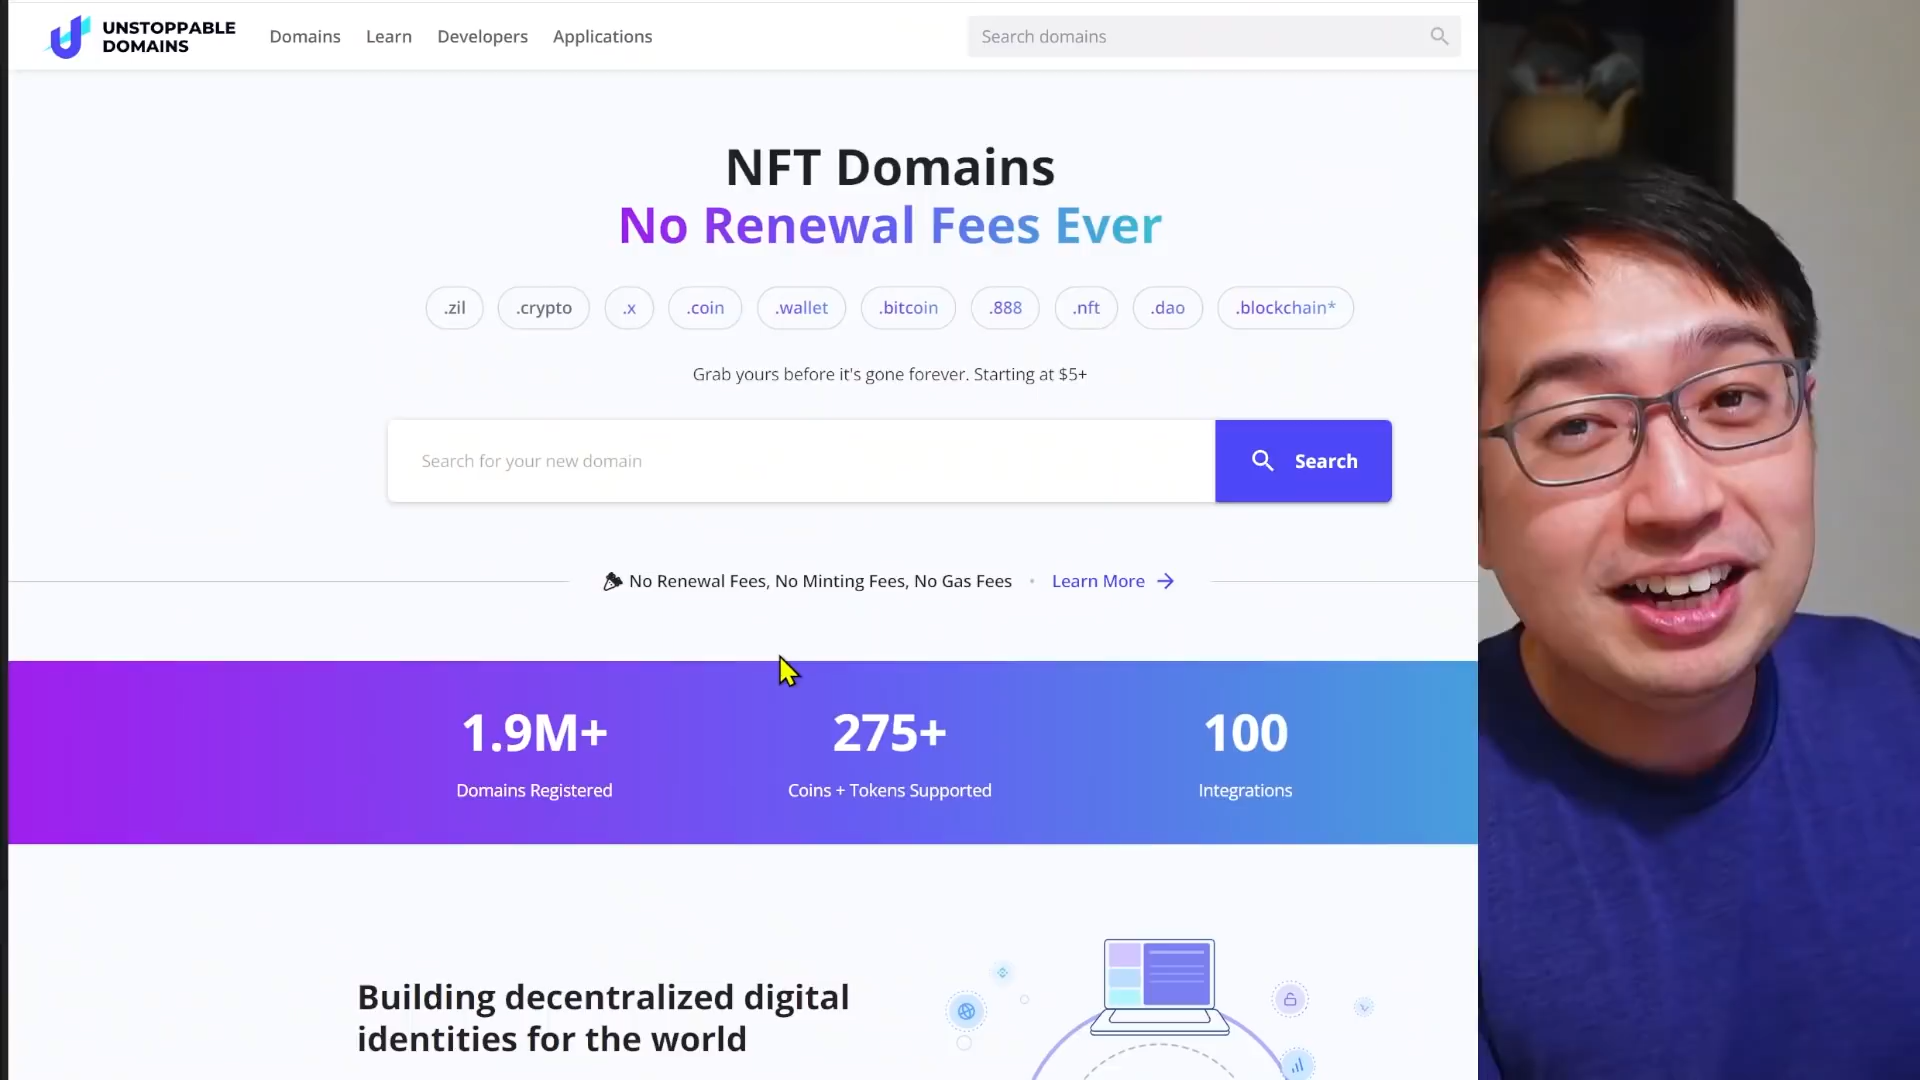 UNSTOPPABLE
DOMAINS
Domains Learn Developers Applications
Search domains
NFT Domains
No Renewal Fees Ever
.zil .crypto .x .coin .wallet .bitcoin .888 .nft .dao .blockchain*
Grab yours before it's gone forever. Starting at $5+
Search for your new domain
Search
No Renewal Fees, No Minting Fees, No Gas Fees • Learn More →
1.9M+ 275+ 100
Domains Registered Coins + Tokens Supported Integrations
Building decentralized digital
identities for the world